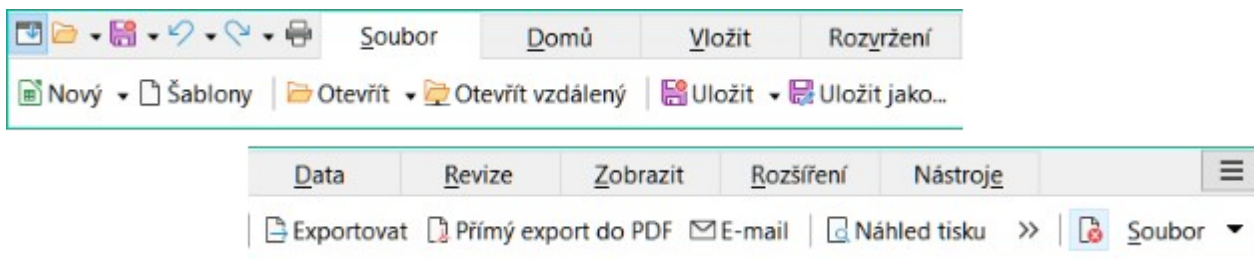 Soubor Domů Vložit Rozvržení
Nový Šablony Otevřít Otevřít vzdálený Uložit Uložit jako...
Data Revize Zobrazit Rozšíření Nástroje
Exportovat Přímý export do PDF E-mail Náhled tisku >> Soubor